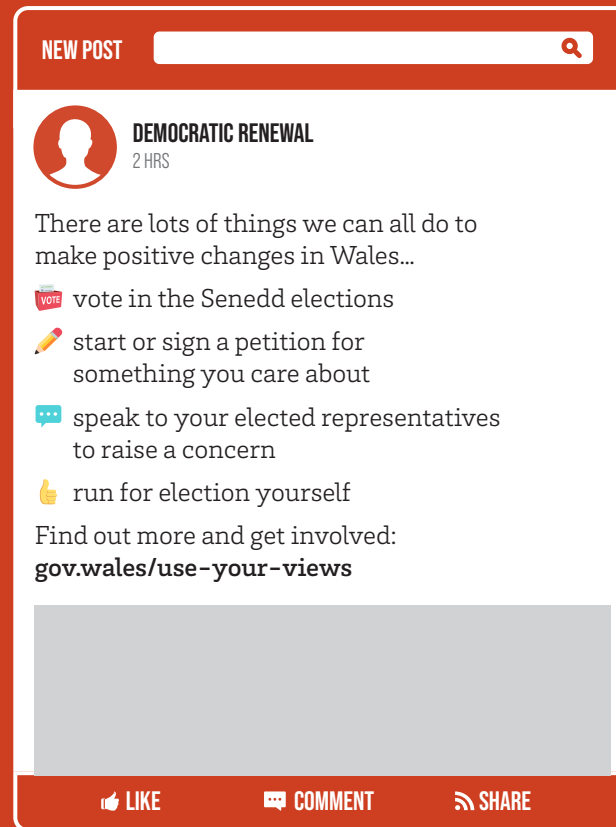 NEW POST
DEMOCRATIC RENEWAL
2 HRS
There are lots of things we can all do to
make positive changes in Wales…
VOTE
vote in the Senedd elections
start or sign a petition for
something you care about
speak to your elected representatives
to raise a concern
run for election yourself
Find out more and get involved:
gov.wales/use-your-views
LIKE
COMMENT
SHARE